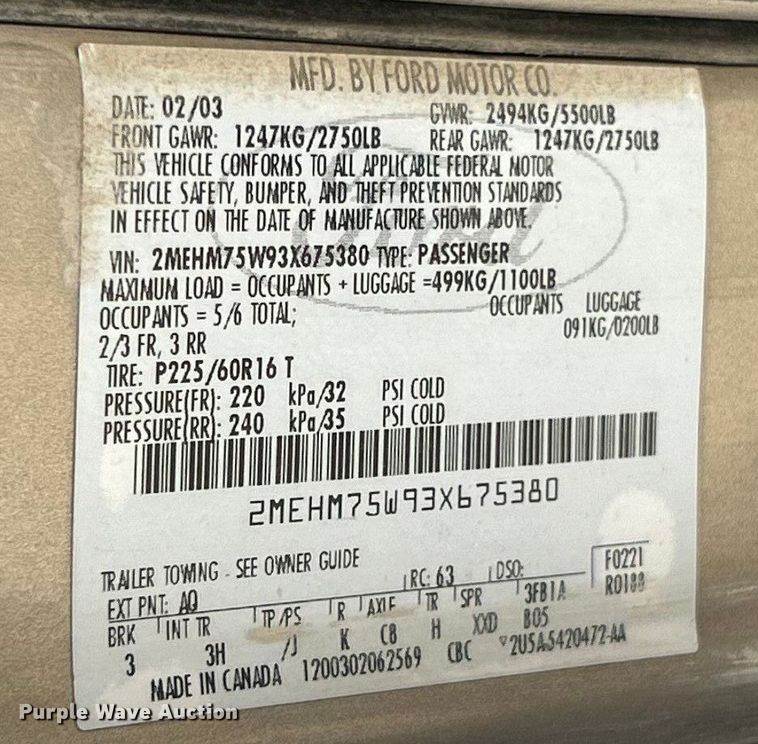 MFD. BY FORD MOTOR CO.
DATE: 02/03 GVWR: 2494KG/5500LB
FRONT GAWR: 1247KG/2750LB REAR GAWR: 1247KG/2750LB
THIS VEHICLE CONFORMS TO ALL APPLICABLE FEDERAL MOTOR
VEHICLE SAFETY, BUMPER, AND THEFT PREVENTION STANDARDS
IN EFFECT ON THE DATE OF MANUFACTURE SHOWN ABOVE.
VIN: 2MEHM75W93X675380 TYPE: PASSENGER
MAXIMUM LOAD = OCCUPANTS + LUGGAGE =499KG/1100LB
OCCUPANTS = 5/6 TOTAL; OCCUPANTS LUGGAGE
2/3 FR, 3 RR 091KG/0200LB
TIRE: P225/60R16 T
PRESSURE(FR): 220 kPa/32 PSI COLD
PRESSURE(RR): 240 kPa/35 PSI COLD
2MEHM75W93X675380
TRAILER TOWING - SEE OWNER GUIDE
EXT PNT: AQ RC: 63 DSO: F0221
BRK INT TR TP/PS R AXLE TR SPR 3FB1A R0188
3 3H /J K CB H XXD B05
MADE IN CANADA 1200302062569 CBC 2U5A-5420472-AA
Ford
Purple Wave Auction